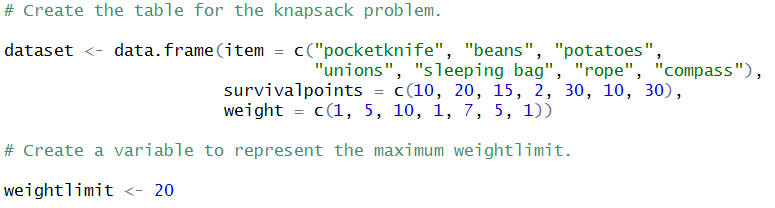 # Create the table for the knapsack problem.
dataset <- data.frame(item = c("pocketknife", "beans", "potatoes",
"unions", "sleeping bag", "rope", "compass"),
survivalpoints = c(10, 20, 15, 2, 30, 10, 30),
weight = c(1, 5, 10, 1, 7, 5, 1))
# Create a variable to represent the maximum weightlimit.
weightlimit <- 20